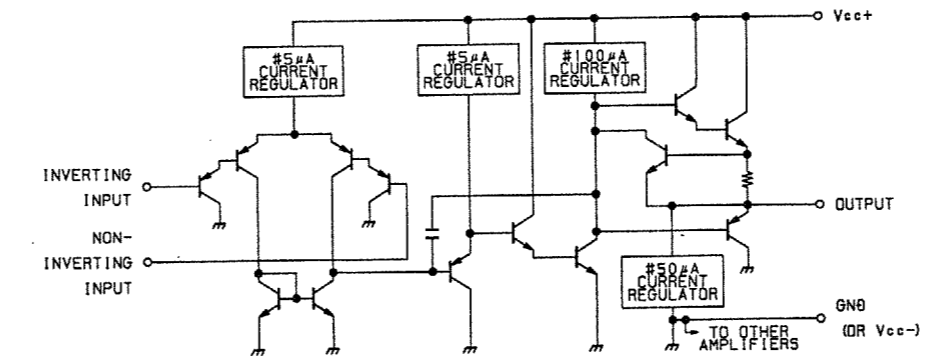 Vcc+
#5µA
CURRENT
REGULATOR
#5µA
CURRENT
REGULATOR
#100µA
CURRENT
REGULATOR
INVERTING
INPUT
NON-
INVERTING
INPUT
OUTPUT
#50µA
CURRENT
REGULATOR
GND
(OR Vcc-)
TO OTHER
AMPLIFIERS